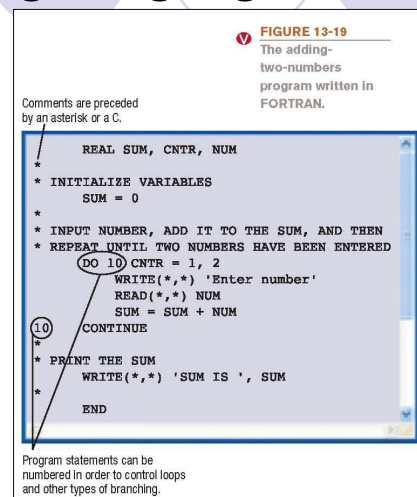 FIGURE 13-19
The adding-
two-numbers
program written in
FORTRAN.
Comments are preceded
by an asterisk or a C.
REAL SUM, CNTR, NUM
*
* INITIALIZE VARIABLES
SUM = 0
*
* INPUT NUMBER, ADD IT TO THE SUM, AND THEN
* REPEAT UNTIL TWO NUMBERS HAVE BEEN ENTERED
DO 10 CNTR = 1, 2
WRITE(*,*) 'Enter number'
READ(*,*) NUM
SUM = SUM + NUM
10 CONTINUE
*
* PRINT THE SUM
WRITE(*,*) 'SUM IS ', SUM
*
END
Program statements can be
numbered in order to control loops
and other types of branching.